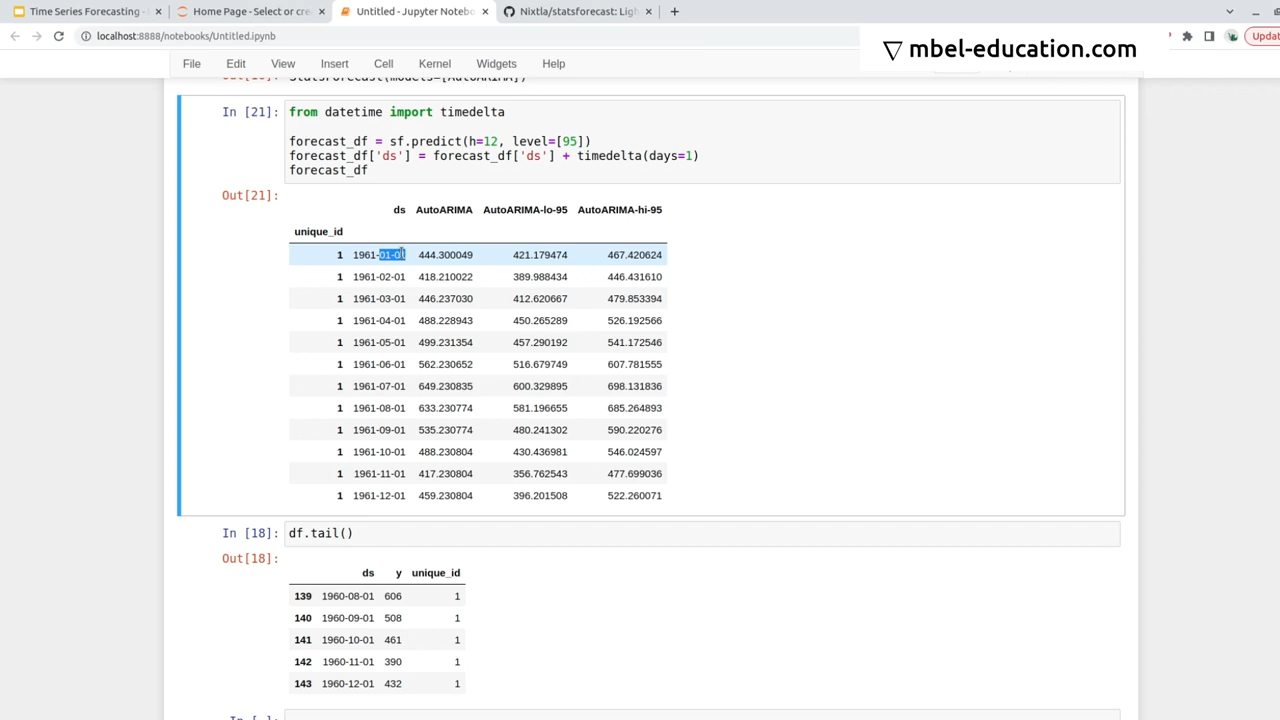 Time Series Forecasting - Home Page - Select or cre Untitled - Jupyter Notebo Nixtla/statsforecast: Ligh
localhost:8888/notebooks/Untitled.ipynb Updat
mbel-education.com
File Edit View Insert Cell Kernel Widgets Help
StatsForecast(models=[AutoARIMA])
In [21]: from datetime import timedelta
forecast_df = sf.predict(h=12, level=[95])
forecast_df['ds'] = forecast_df['ds'] + timedelta(days=1)
forecast_df
Out[21]:
ds AutoARIMA AutoARIMA-lo-95 AutoARIMA-hi-95
unique_id
1 1961-01-01 444.300049 421.179474 467.420624
1 1961-02-01 418.210022 389.988434 446.431610
1 1961-03-01 446.237030 412.620667 479.853394
1 1961-04-01 488.228943 450.265289 526.192566
1 1961-05-01 499.231354 457.290192 541.172546
1 1961-06-01 562.230652 516.679749 607.781555
1 1961-07-01 649.230835 600.329895 698.131836
1 1961-08-01 633.230774 581.196655 685.264893
1 1961-09-01 535.230774 480.241302 590.220276
1 1961-10-01 488.230804 430.436981 546.024597
1 1961-11-01 417.230804 356.762543 477.699036
1 1961-12-01 459.230804 396.201508 522.260071
In [18]: df.tail()
Out[18]:
ds y unique_id
139 1960-08-01 606 1
140 1960-09-01 508 1
141 1960-10-01 461 1
142 1960-11-01 390 1
143 1960-12-01 432 1